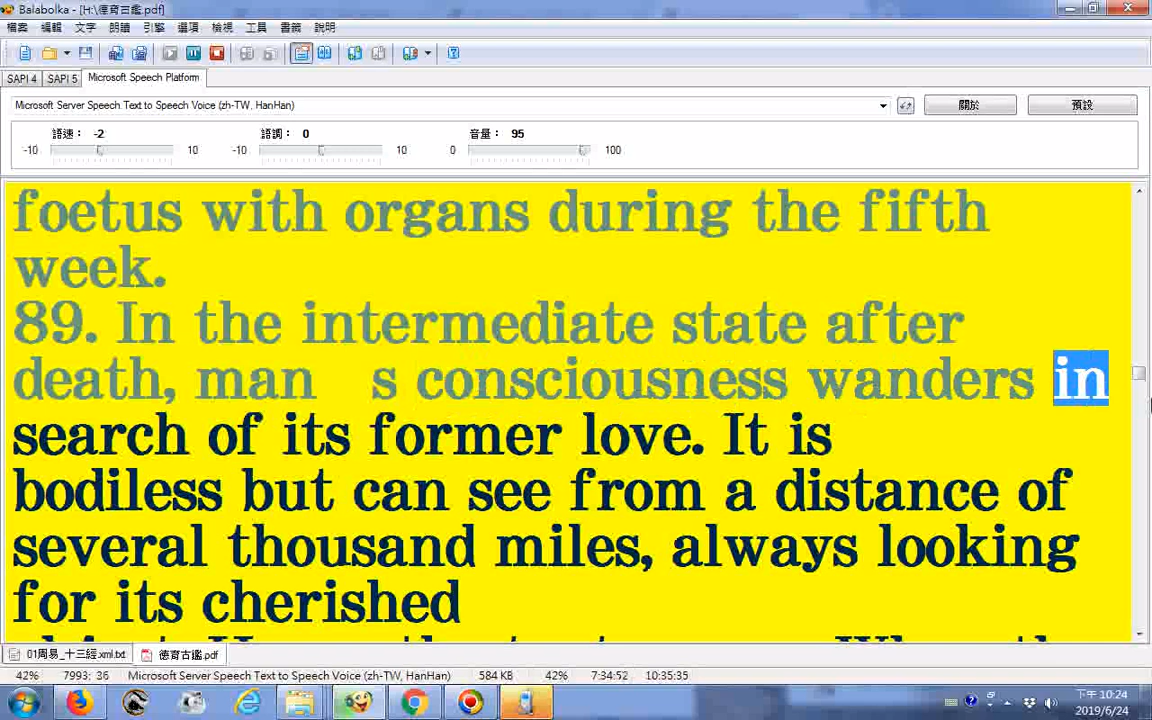 Balabolka - [H:\德育古鑑.pdf]
檔案 編輯 文字 朗讀 引擎 選項 檢視 工具 書籤 說明
SAPI 4 SAPI 5 Microsoft Speech Platform
Microsoft Server Speech Text to Speech Voice (zh-TW, HanHan) 關於 預設
語速： -2 語調： 0 音量： 95
-10 10 -10 10 0 100
foetus with organs during the fifth
week.
89. In the intermediate state after
death, man s consciousness wanders in
search of its former love. It is
bodiless but can see from a distance of
several thousand miles, always looking
for its cherished
01周易_十三經.xml.txt 德育古鑑.pdf
42% 7993: 36 Microsoft Server Speech Text to Speech Voice (zh-TW, HanHan) 584 KB 42% 7:34:52 10:35:35
下午 10:24
2019/6/24